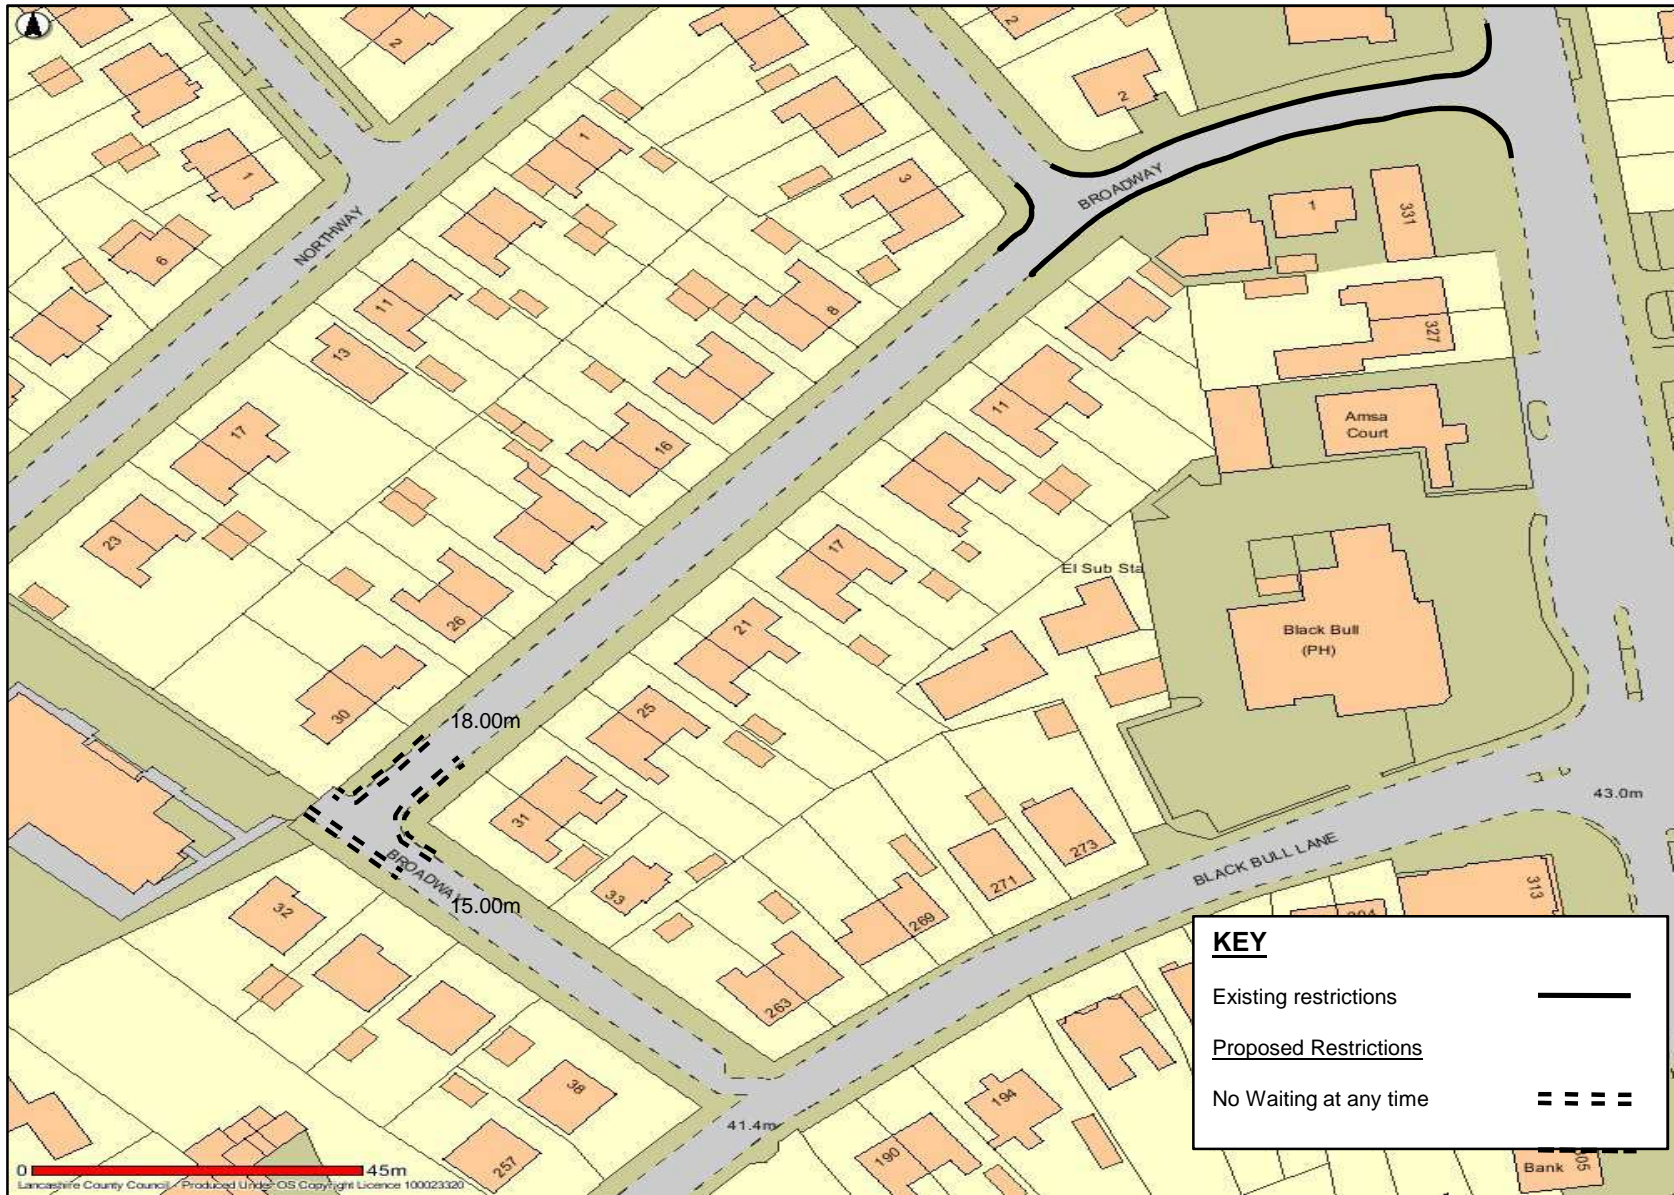 2
2
2
1
1
6
NORTHWAY
3
BROADWAY
1
331
11
13
8
327
11
Amsa
Court
17
16
23
17
El Sub Sta
26
21
Black Bull
(PH)
30
25
18.00m
31
43.0m
BROADWAY
33
273
271
BLACK BULL LANE
313
32
15.00m
269
263
38
194
41.4m
190
257
KEY
Existing restrictions
Proposed Restrictions
No Waiting at any time
Bank
0
45m
Lancashire County Council - Produced Under OS Copyright Licence 100023320